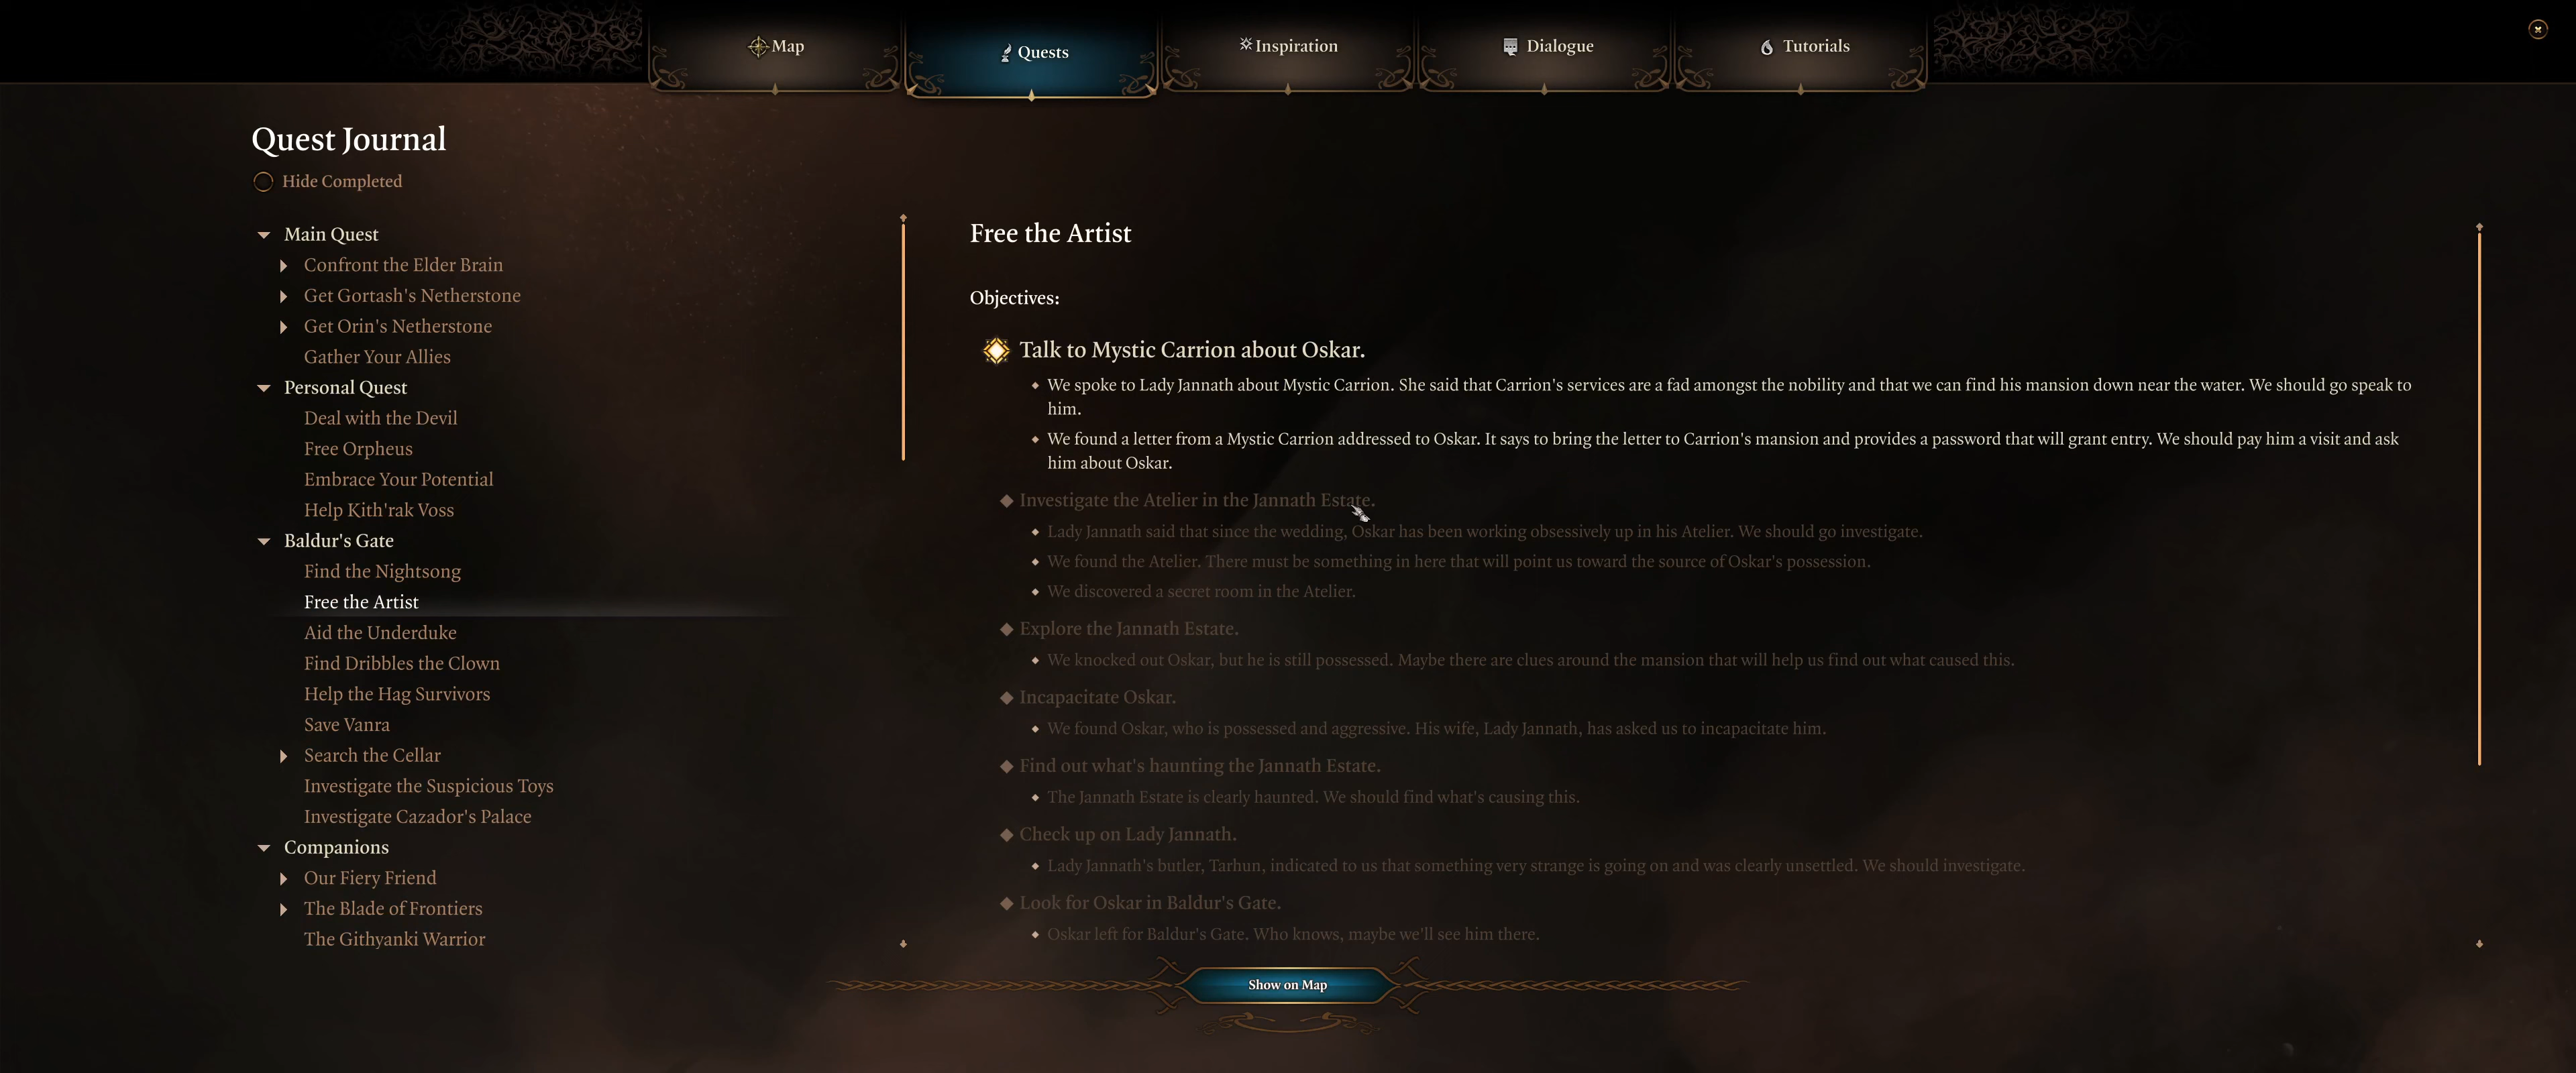 Map
Quests
Inspiration
Dialogue
Tutorials
Quest Journal
Hide Completed
Main Quest
Confront the Elder Brain
Get Gortash's Netherstone
Get Orin's Netherstone
Gather Your Allies
Personal Quest
Deal with the Devil
Free Orpheus
Embrace Your Potential
Help Kith'rak Voss
Baldur's Gate
Find the Nightsong
Free the Artist
Aid the Underduke
Find Dribbles the Clown
Help the Hag Survivors
Save Vanra
Search the Cellar
Investigate the Suspicious Toys
Investigate Cazador's Palace
Companions
Our Fiery Friend
The Blade of Frontiers
The Githyanki Warrior
Free the Artist
Objectives:
Talk to Mystic Carrion about Oskar.
We spoke to Lady Jannath about Mystic Carrion. She said that Carrion's services are a fad amongst the nobility and that we can find his mansion down near the water. We should go speak to
him.
We found a letter from a Mystic Carrion addressed to Oskar. It says to bring the letter to Carrion's mansion and provides a password that will grant entry. We should pay him a visit and ask
him about Oskar.
Investigate the Atelier in the Jannath Estate.
Lady Jannath said that since the wedding, Oskar has been working obsessively up in his Atelier. We should go investigate.
We found the Atelier. There must be something in here that will point us toward the source of Oskar's possession.
We discovered a secret room in the Atelier.
Explore the Jannath Estate.
We knocked out Oskar, but he is still possessed. Maybe there are clues around the mansion that will help us find out what caused this.
Incapacitate Oskar.
We found Oskar, who is possessed and aggressive. His wife, Lady Jannath, has asked us to incapacitate him.
Find out what's haunting the Jannath Estate.
The Jannath Estate is clearly haunted. We should find what's causing this.
Check up on Lady Jannath.
Lady Jannath's butler, Tarhun, indicated to us that something very strange is going on and was clearly unsettled. We should investigate.
Look for Oskar in Baldur's Gate.
Oskar left for Baldur's Gate. Who knows, maybe we'll see him there.
Show on Map